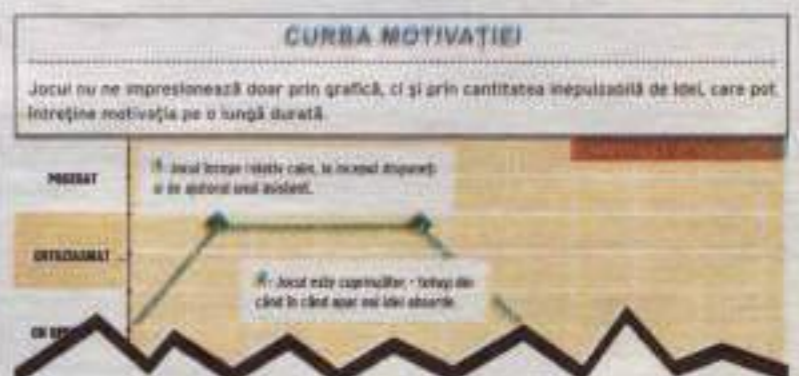 CURBA MOTIVAȚIEI
Jocul nu ne impresionează doar prin grafică, ci și prin cantitatea inepuizabilă de idei, care pot
întreține motivația pe o lungă durată.
Jocul începe relativ calm, la început dispuneți
și de ajutorul unui asistent.
ENTUZIASMAT
Jocul este cuprinzător, - totuși din
când în când apar noi idei absurde.